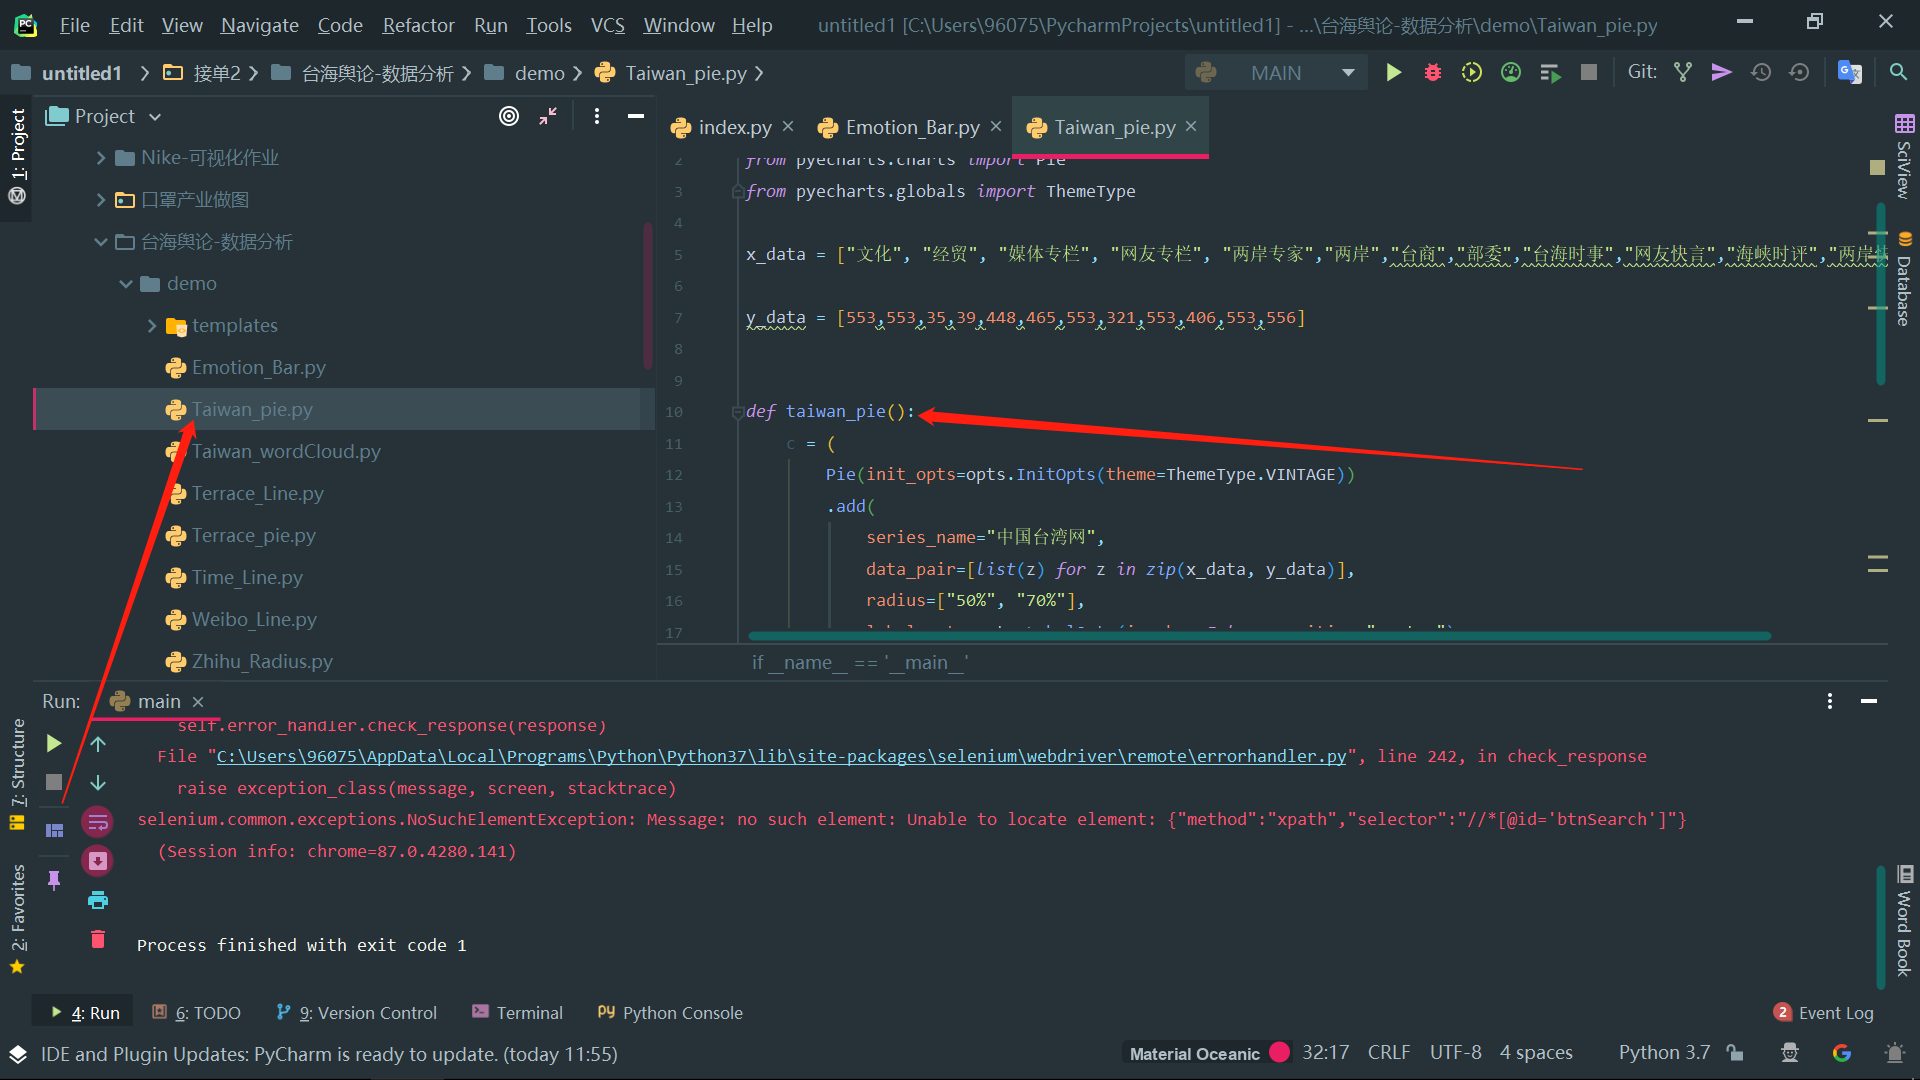 File Edit View Navigate Code Refactor Run Tools VCS Window Help untitled1 [C:\Users\96075\PycharmProjects\untitled1] - ...\台海舆论-数据分析\demo\Taiwan_pie.py
untitled1 接单2 台海舆论-数据分析 demo Taiwan_pie.py MAIN Git:
1: Project
Project
Nike-可视化作业
口罩产业做图
台海舆论-数据分析
demo
templates
Emotion_Bar.py
Taiwan_pie.py
Taiwan_wordCloud.py
Terrace_Line.py
Terrace_pie.py
Time_Line.py
Weibo_Line.py
Zhihu_Radius.py
index.py Emotion_Bar.py Taiwan_pie.py
2 from pyecharts.charts import Pie
3 from pyecharts.globals import ThemeType
4
5 x_data = ["文化", "经贸", "媒体专栏", "网友专栏", "两岸专家","两岸","台商","部委","台海时事","网友快言","海峡时评","两岸快
6
7 y_data = [553,553,35,39,448,465,553,321,553,406,553,556]
8
9
10 def taiwan_pie():
11 c = (
12 Pie(init_opts=opts.InitOpts(theme=ThemeType.VINTAGE))
13 .add(
14 series_name="中国台湾网",
15 data_pair=[list(z) for z in zip(x_data, y_data)],
16 radius=["50%", "70%"],
17
if __name__ == '__main__'
SciView
Database
Word Book
Run: main
self.error_handler.check_response(response)
File "C:\Users\96075\AppData\Local\Programs\Python\Python37\lib\site-packages\selenium\webdriver\remote\errorhandler.py", line 242, in check_response
raise exception_class(message, screen, stacktrace)
selenium.common.exceptions.NoSuchElementException: Message: no such element: Unable to locate element: {"method":"xpath","selector":"//*[@id='btnSearch']"}
(Session info: chrome=87.0.4280.141)
Process finished with exit code 1
7: Structure
2: Favorites
4: Run 6: TODO 9: Version Control Terminal Python Console 2 Event Log
IDE and Plugin Updates: PyCharm is ready to update. (today 11:55) Material Oceanic 32:17 CRLF UTF-8 4 spaces Python 3.7